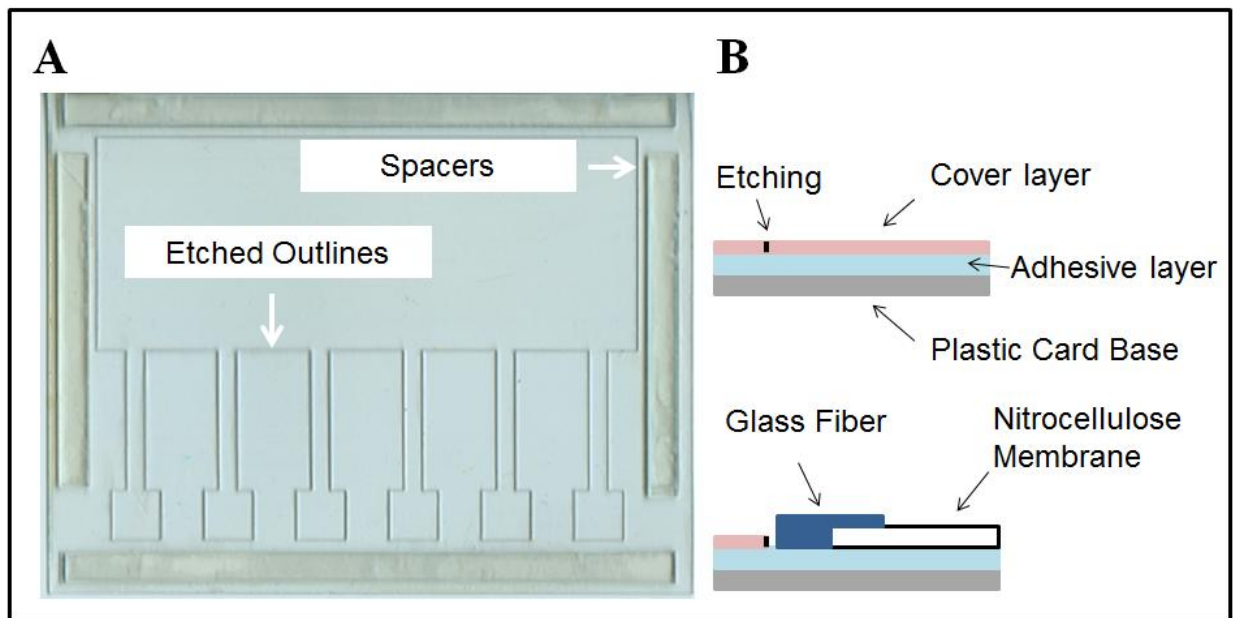 A
B
Spacers
Etched Outlines
Etching
Cover layer
Adhesive layer
Plastic Card Base
Glass Fiber
Nitrocellulose
Membrane